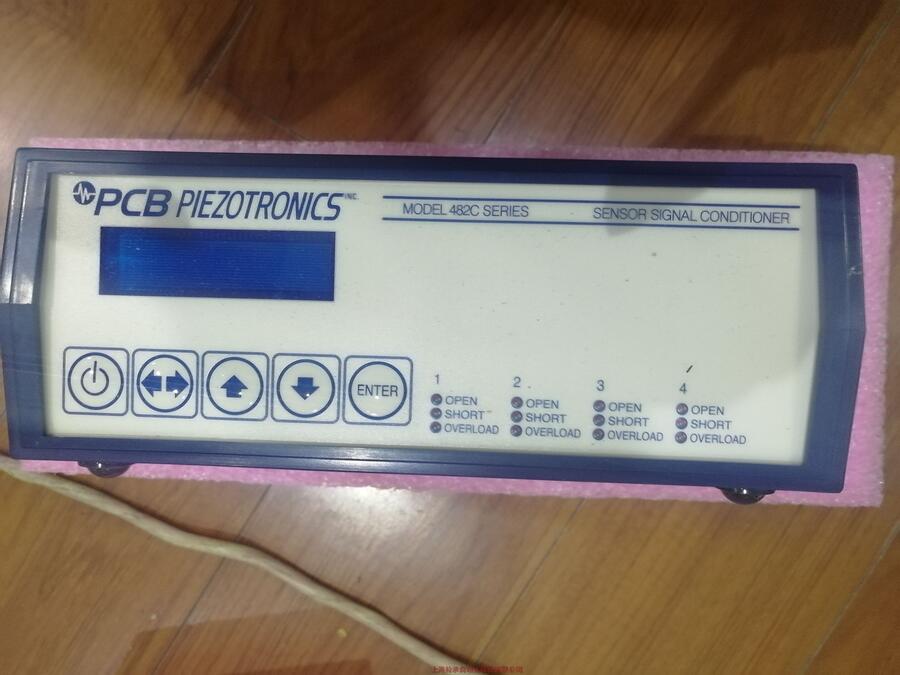 PCB PIEZOTRONICS INC.
MODEL 482C SERIES SENSOR SIGNAL CONDITIONER
ENTER
1
OPEN
SHORT
OVERLOAD
2
OPEN
SHORT
OVERLOAD
3
OPEN
SHORT
OVERLOAD
4
OPEN
SHORT
OVERLOAD